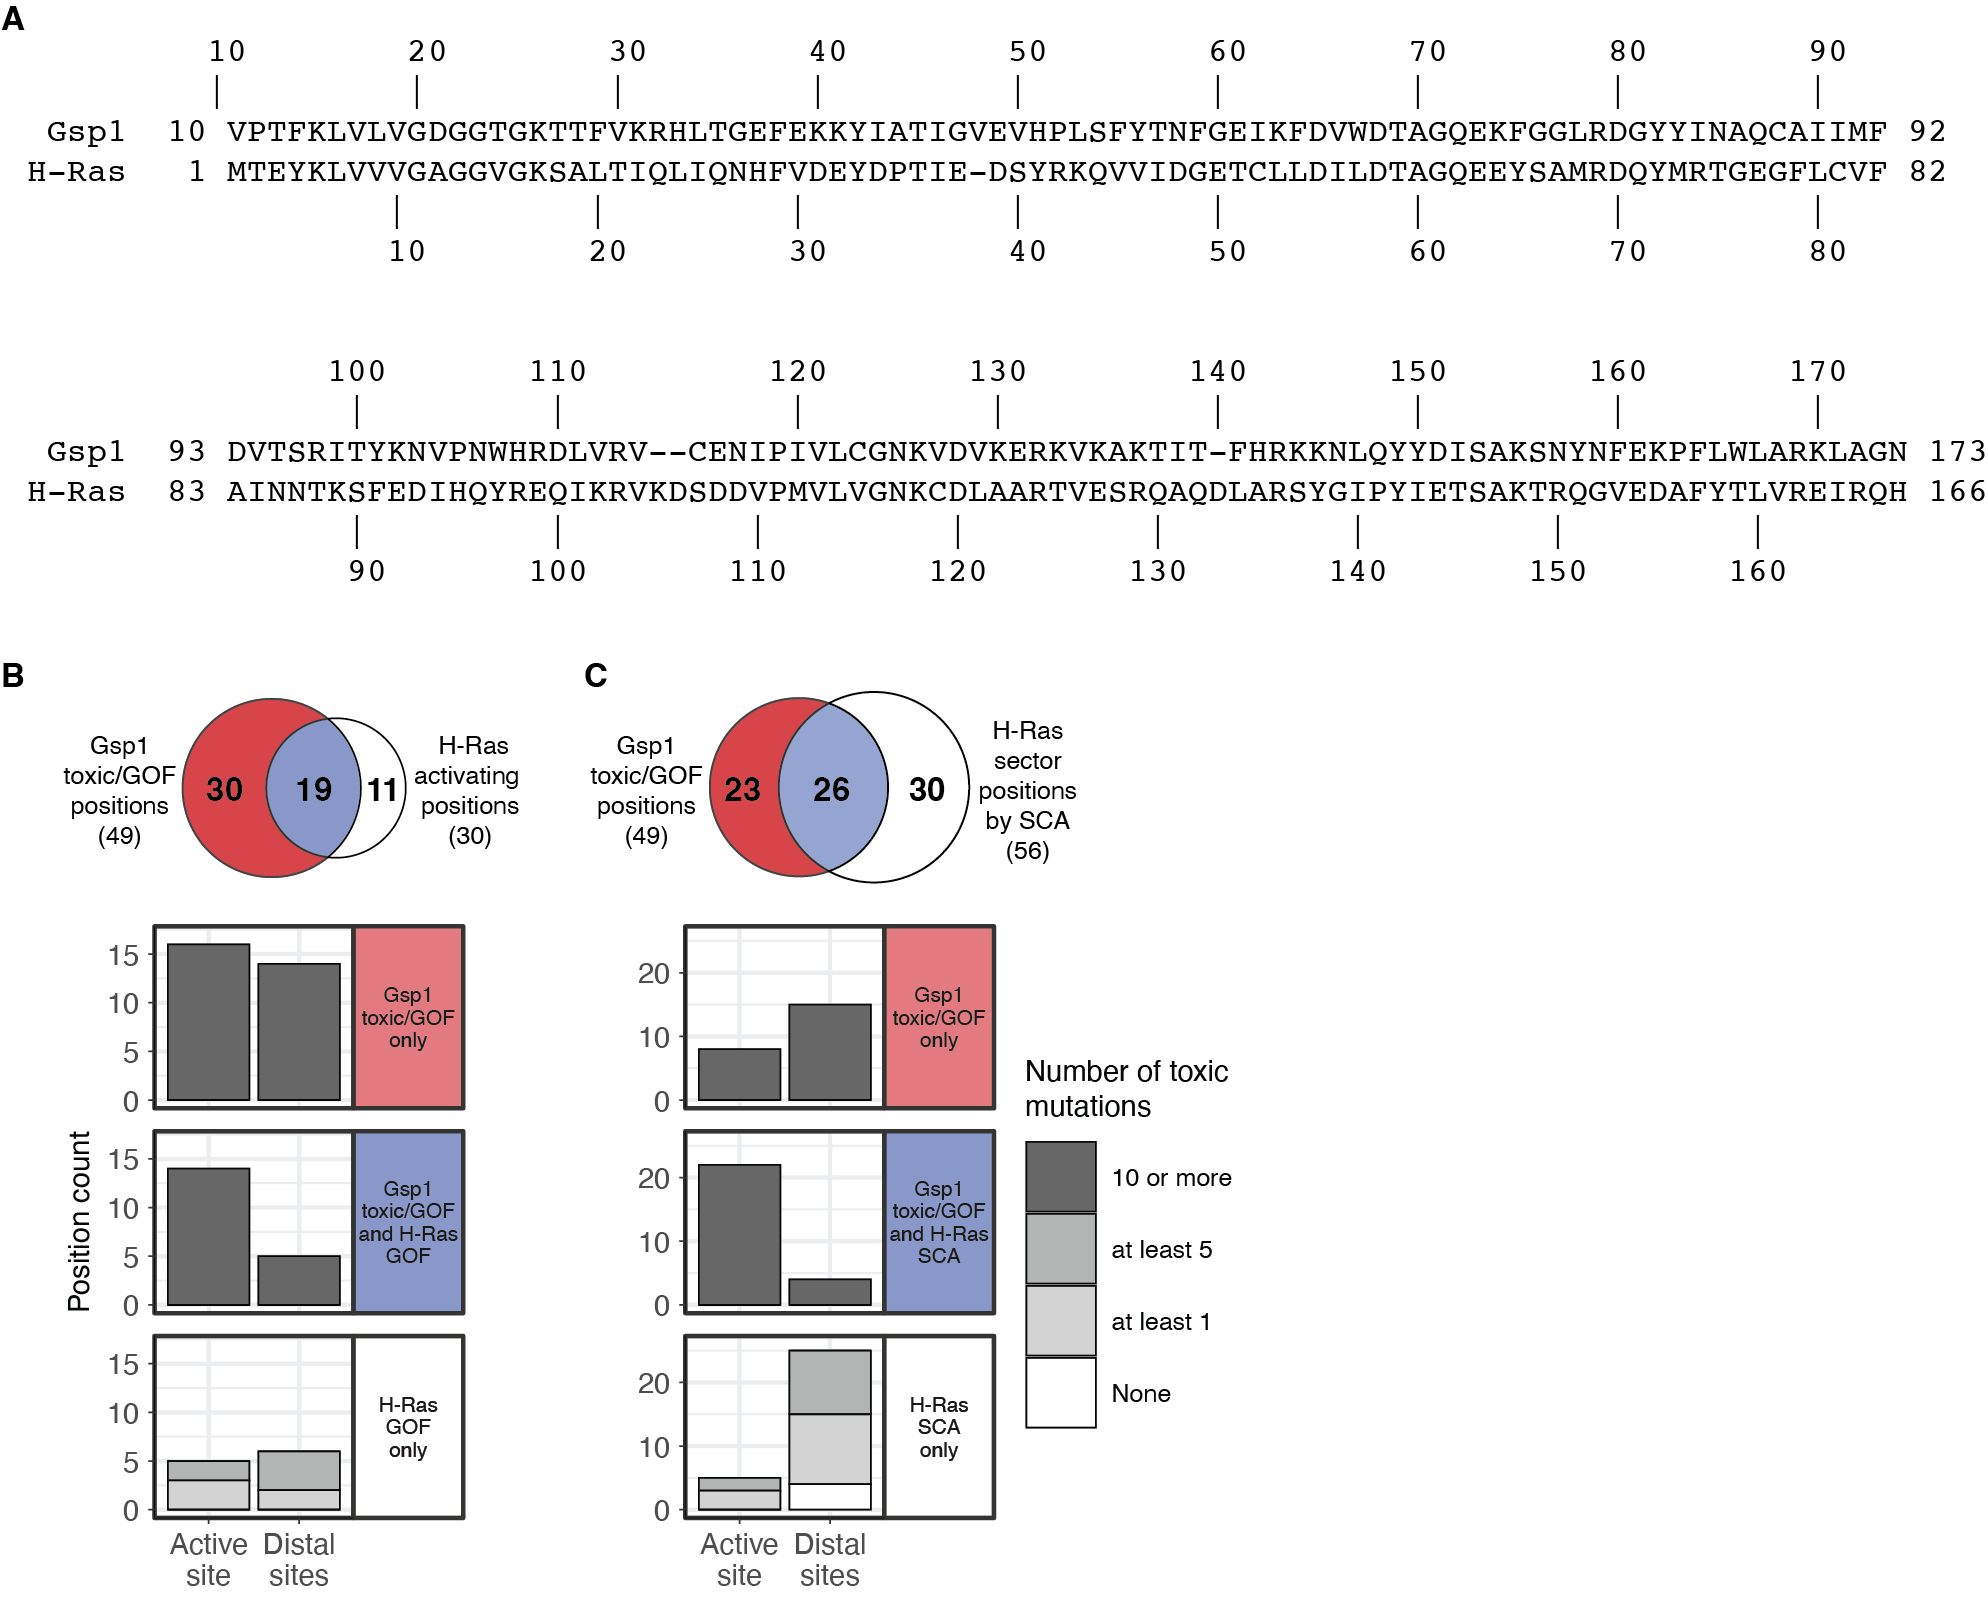 A
10 20 30 40 50 60 70 80 90
Gsp1 10 VPTFKLVLVGDGGTGKTTFVKRHLTGEFEKKYIATIGVEVHPLSFYTNFGEIKFDVWDTAGQEKFGGLRDGYYINAQCAIIMF 92
H-Ras 1 MTEYKLVVVGAGGVGKSALTIQLIQNHFVDEYDPTIE-DSYRKQVVIDGETCLLDILDTAGQEEYSAMRDQYMRTGEGFLCVF 82
10 20 30 40 50 60 70 80
100 110 120 130 140 150 160 170
Gsp1 93 DVTSRITYKNVPNWHRDLVRV--CENIPIVLCGNKVDVKERKVKAKTIT-FHRKKNLQYYDISAKSNYNFEKPFLWLARKLAGN 173
H-Ras 83 AINNTKSFEDIHQYREQIKRVKDSDDVPMVLVGNKCDLAARTVESRQAQDLARSYGIPYIETSAKTRQGVEDAFYTLVREIRQH 166
90 100 110 120 130 140 150 160
B
Gsp1
toxic/GOF
positions
(49)
30 19 11
H-Ras
activating
positions
(30)
Position count
15
10
5
0
Gsp1
toxic/GOF
only
15
10
5
0
Gsp1
toxic/GOF
and H-Ras
GOF
15
10
5
0
H-Ras
GOF
only
Active
site
Distal
sites
C
Gsp1
toxic/GOF
positions
(49)
23 26 30
H-Ras
sector
positions
by SCA
(56)
20
10
0
Gsp1
toxic/GOF
only
20
10
0
Gsp1
toxic/GOF
and H-Ras
SCA
20
10
0
H-Ras
SCA
only
Active
site
Distal
sites
Number of toxic
mutations
10 or more
at least 5
at least 1
None